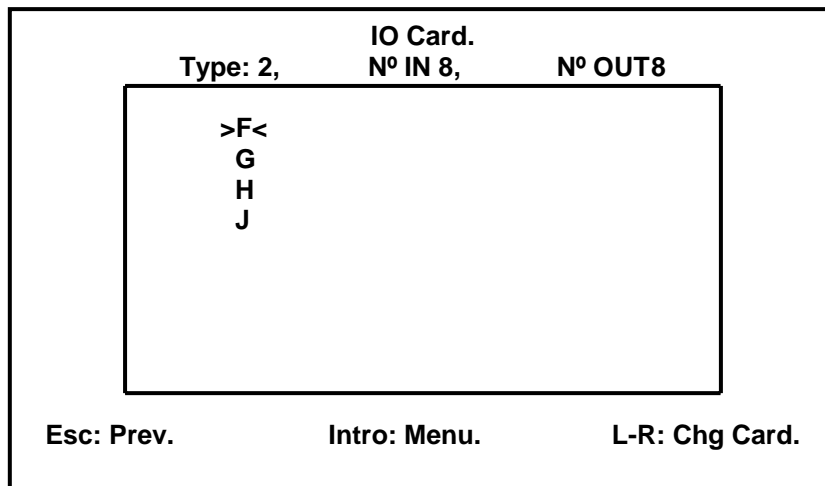 IO Card.
Type: 2, Nº IN 8, Nº OUT8
>F<
G
H
J
Esc: Prev. Intro: Menu. L-R: Chg Card.